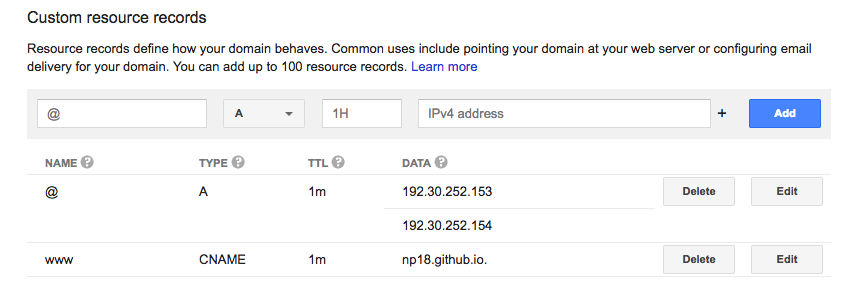 Custom resource records
Resource records define how your domain behaves. Common uses include pointing your domain at your web server or configuring email
delivery for your domain. You can add up to 100 resource records. Learn more
@ A 1H IPv4 address + Add
NAME ? TYPE ? TTL ? DATA ?
@ A 1m 192.30.252.153 Delete Edit
192.30.252.154
www CNAME 1m np18.github.io. Delete Edit